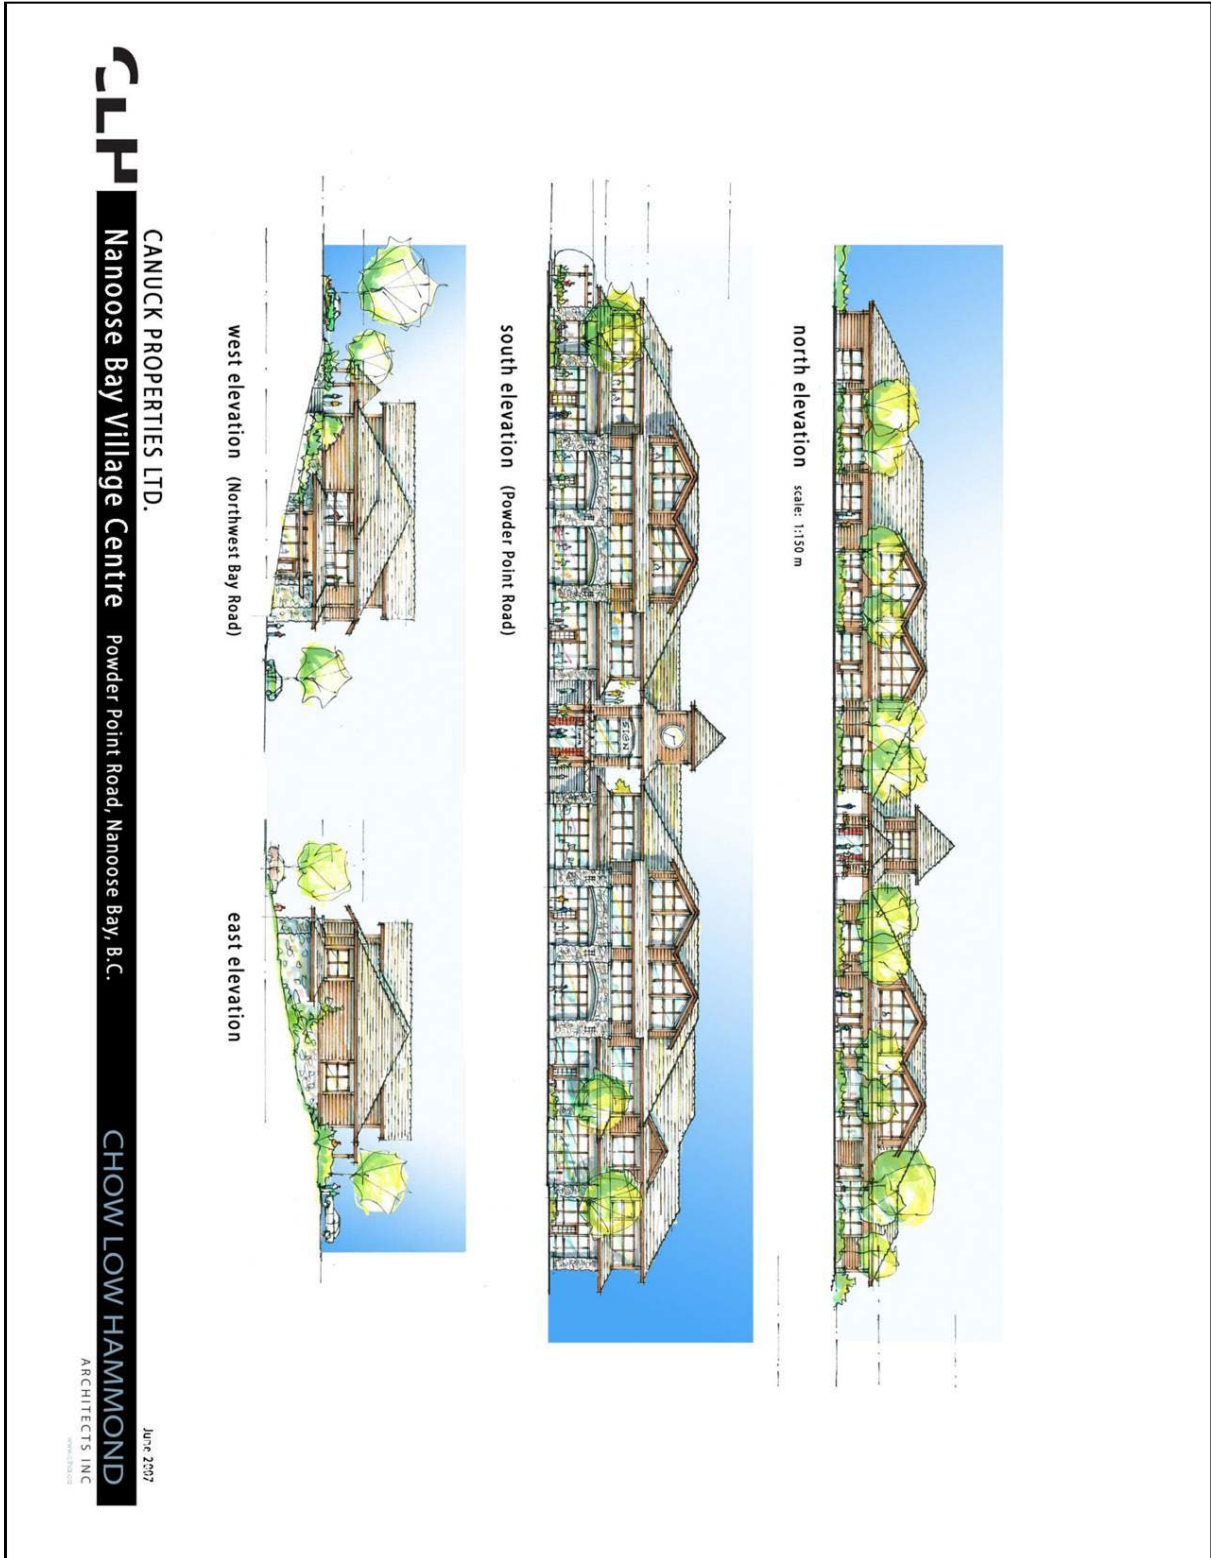 north elevation scale: 1:150 m
south elevation (Powder Point Road)
SIGN
west elevation (Northwest Bay Road)
east elevation
CANUCK PROPERTIES LTD.
June 2007
CLH
Nanoose Bay Village Centre Powder Point Road, Nanoose Bay, B.C.
CHOW LOW HAMMOND
ARCHITECTS INC